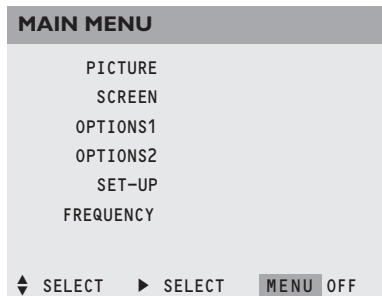 MAIN MENU
PICTURE
SCREEN
OPTIONS1
OPTIONS2
SET-UP
FREQUENCY
SELECT SELECT MENU OFF